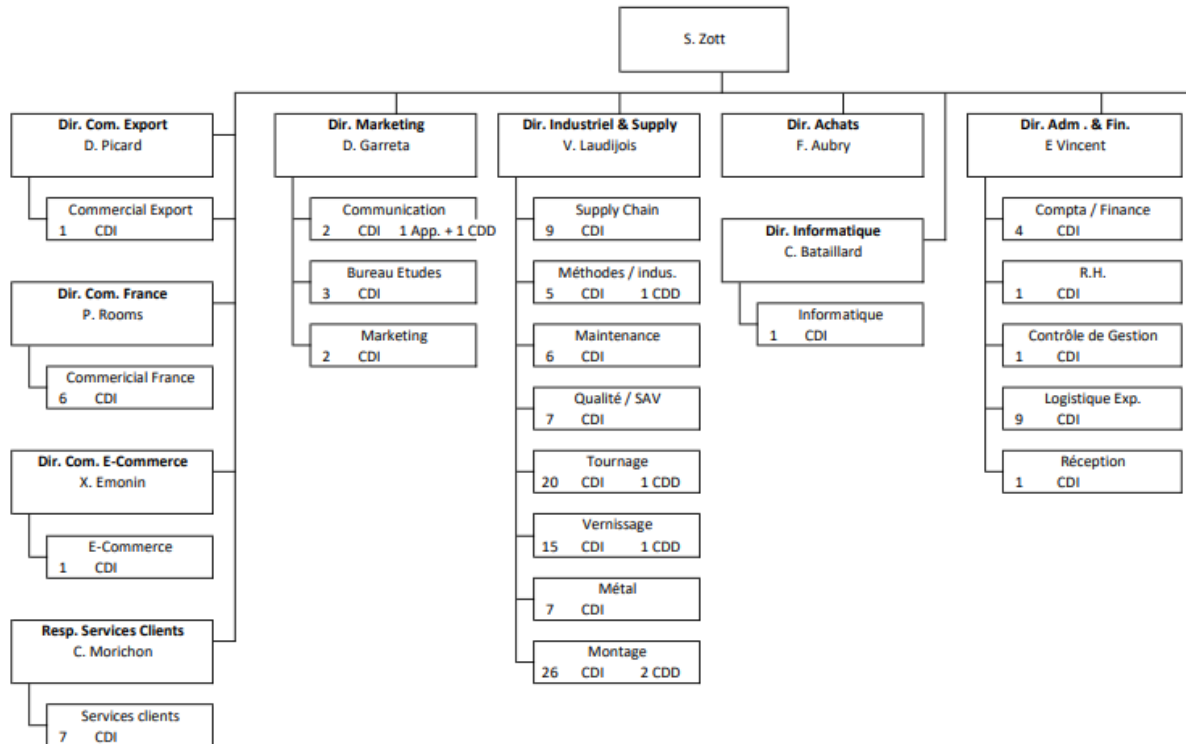 S. Zott
Dir. Com. Export
D. Picard
Commercial Export
1 CDI
Dir. Com. France
P. Rooms
Commericial France
6 CDI
Dir. Com. E-Commerce
X. Emonin
E-Commerce
1 CDI
Resp. Services Clients
C. Morichon
Services clients
7 CDI
Dir. Marketing
D. Garreta
Communication
2 CDI 1 App. + 1 CDD
Bureau Etudes
3 CDI
Marketing
2 CDI
Dir. Industriel & Supply
V. Laudijois
Supply Chain
9 CDI
Méthodes / indus.
5 CDI 1 CDD
Maintenance
6 CDI
Qualité / SAV
7 CDI
Tournage
20 CDI 1 CDD
Vernissage
15 CDI 1 CDD
Métal
7 CDI
Montage
26 CDI 2 CDD
Dir. Achats
F. Aubry
Dir. Informatique
C. Bataillard
Informatique
1 CDI
Dir. Adm . & Fin.
E Vincent
Compta / Finance
4 CDI
R.H.
1 CDI
Contrôle de Gestion
1 CDI
Logistique Exp.
9 CDI
Réception
1 CDI